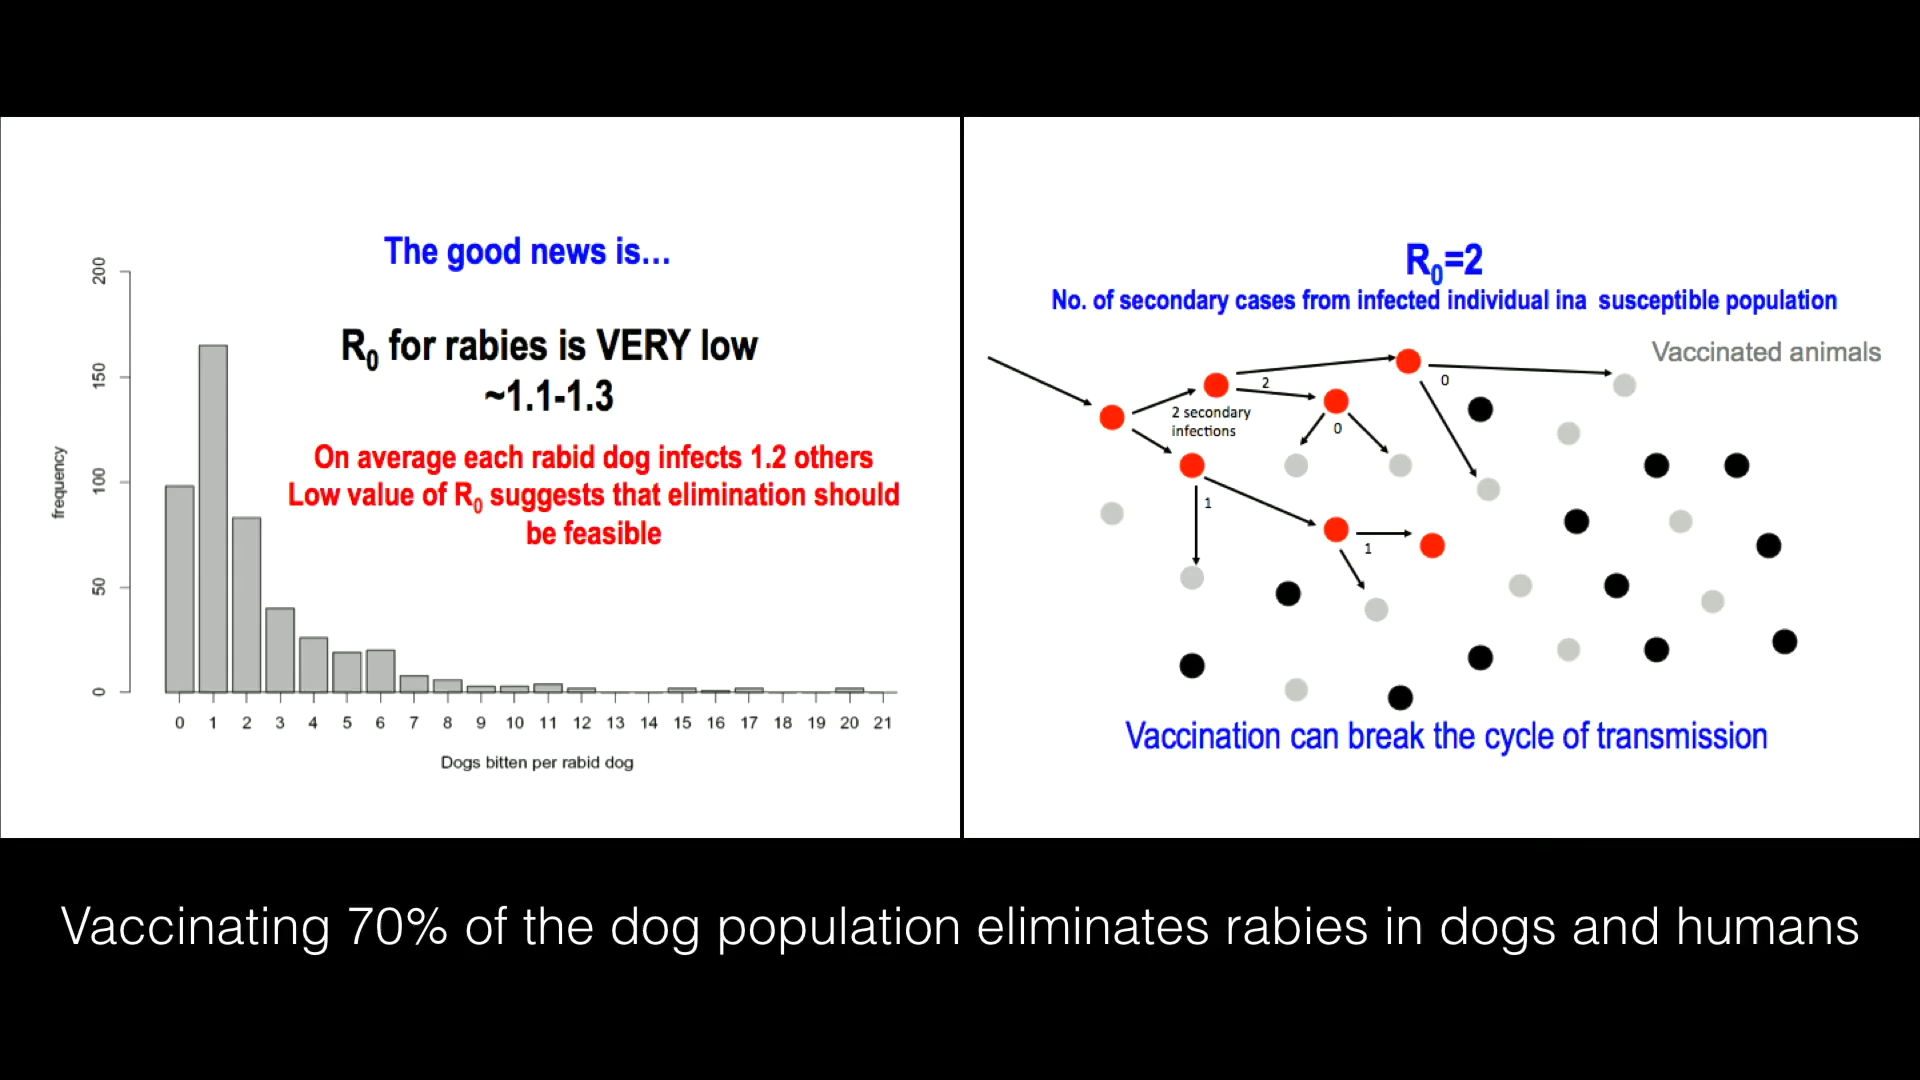 The good news is...
R0 for rabies is VERY low
~1.1-1.3
On average each rabid dog infects 1.2 others
Low value of R0 suggests that elimination should
be feasible
frequency
200
150
100
50
0
0 1 2 3 4 5 6 7 8 9 10 11 12 13 14 15 16 17 18 19 20 21
Dogs bitten per rabid dog
R0=2
No. of secondary cases from infected individual ina susceptible population
Vaccinated animals
2
0
2 secondary
infections
0
1
1
Vaccination can break the cycle of transmission
Vaccinating 70% of the dog population eliminates rabies in dogs and humans